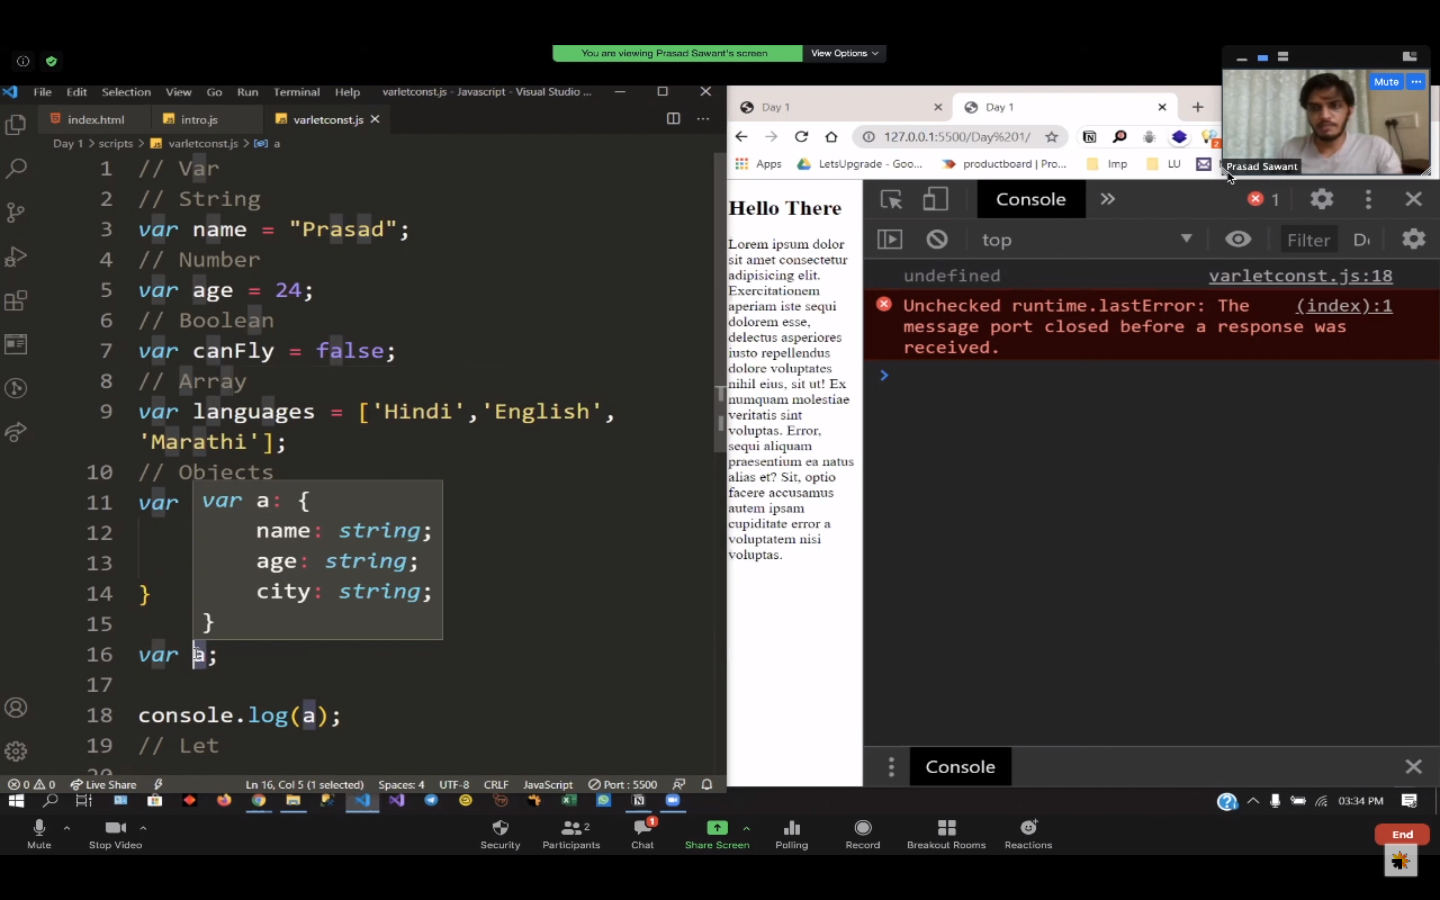 You are viewing Prasad Sawant's screen
View Options
File Edit Selection View Go Run Terminal Help
varletconst.js - Javascript - Visual Studio ...
index.html
intro.js
varletconst.js
Day 1 > scripts > varletconst.js > a
1 // Var
2 // String
3 var name = "Prasad";
4 // Number
5 var age = 24;
6 // Boolean
7 var canFly = false;
8 // Array
9 var languages = ['Hindi','English',
'Marathi'];
10 // Objects
11 var
12
13
14 }
15
16 var a;
17
18 console.log(a);
19 // Let
var a: {
name: string;
age: string;
city: string;
}
Ln 16, Col 5 (1 selected) Spaces: 4 UTF-8 CRLF JavaScript Port : 5500
0 0 Live Share
Day 1
Day 1
127.0.0.1:5500/Day%201/
Apps
LetsUpgrade - Goo...
productboard | Pro...
Imp
LU
Mute
Prasad Sawant
Hello There
Lorem ipsum dolor
sit amet consectetur
adipisicing elit.
Exercitationem
aperiam iste sequi
dolorem esse,
delectus asperiores
iusto repellendus
dolore voluptates
nihil eius, sit ut! Ex
numquam molestiae
veritatis sint
voluptas. Error,
sequi aliquam
praesentium ea natus
alias et? Sit, optio
facere accusamus
autem ipsum
cupiditate error a
voluptatem nisi
voluptas.
Console
1
top
Filter
undefined varletconst.js:18
Unchecked runtime.lastError: The (index):1
message port closed before a response was
received.
Console
03:34 PM
Mute
Stop Video
Security
Participants 2
Chat 1
Share Screen
Polling
Record
Breakout Rooms
Reactions
End